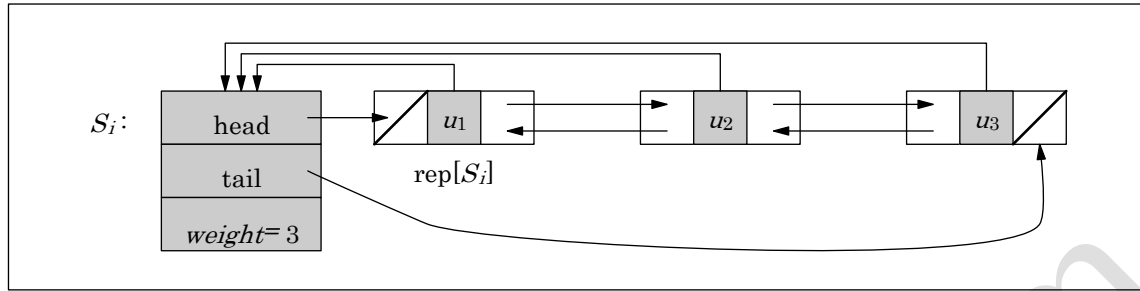 Sᵢ: head u₁ u₂ u₃
rep[Sᵢ]
tail
weight= 3